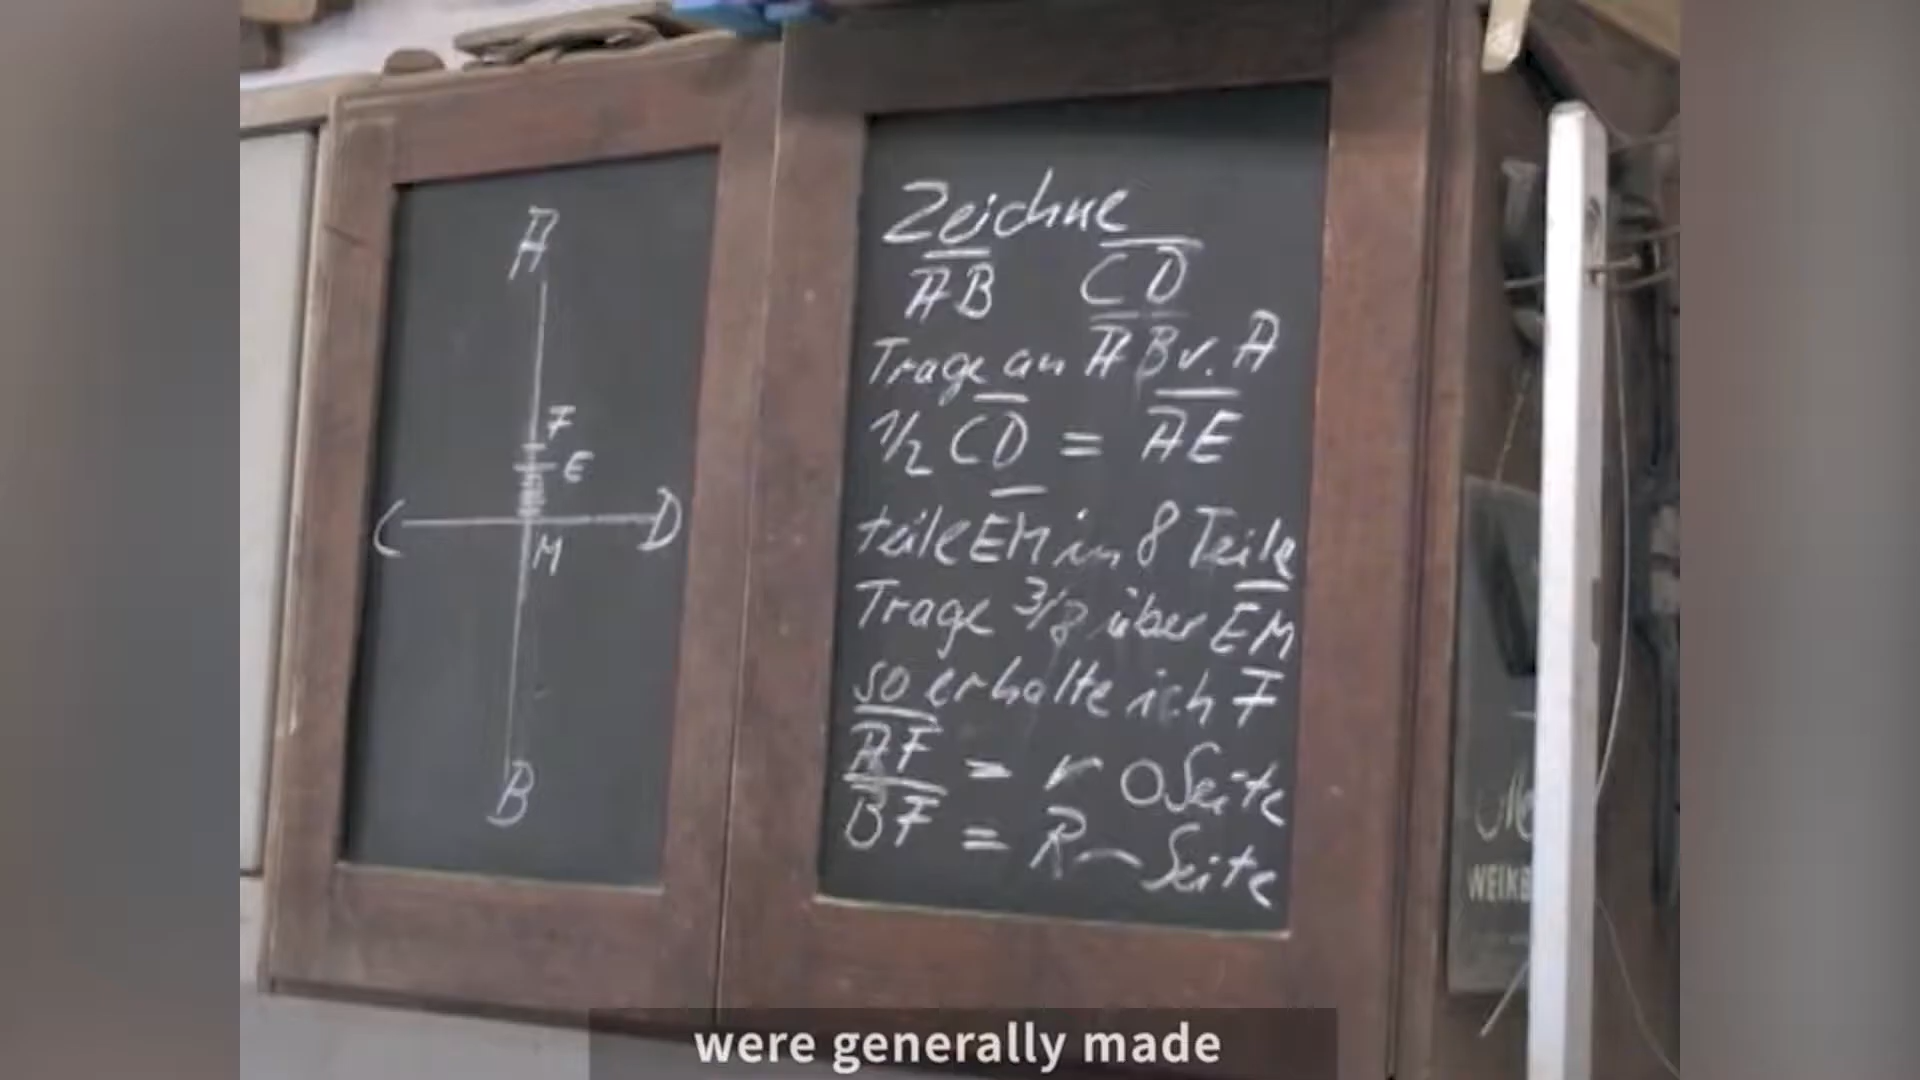 A
F
E
C D
M
B
Zeichne
AB CD
Trage an AB v. A
1/2 CD = AE
teile EM in 8 Teile
Trage 3/8 über EM
so erhalte ich F
AF = r O Seite
BF = R⌒Seite
were generally made